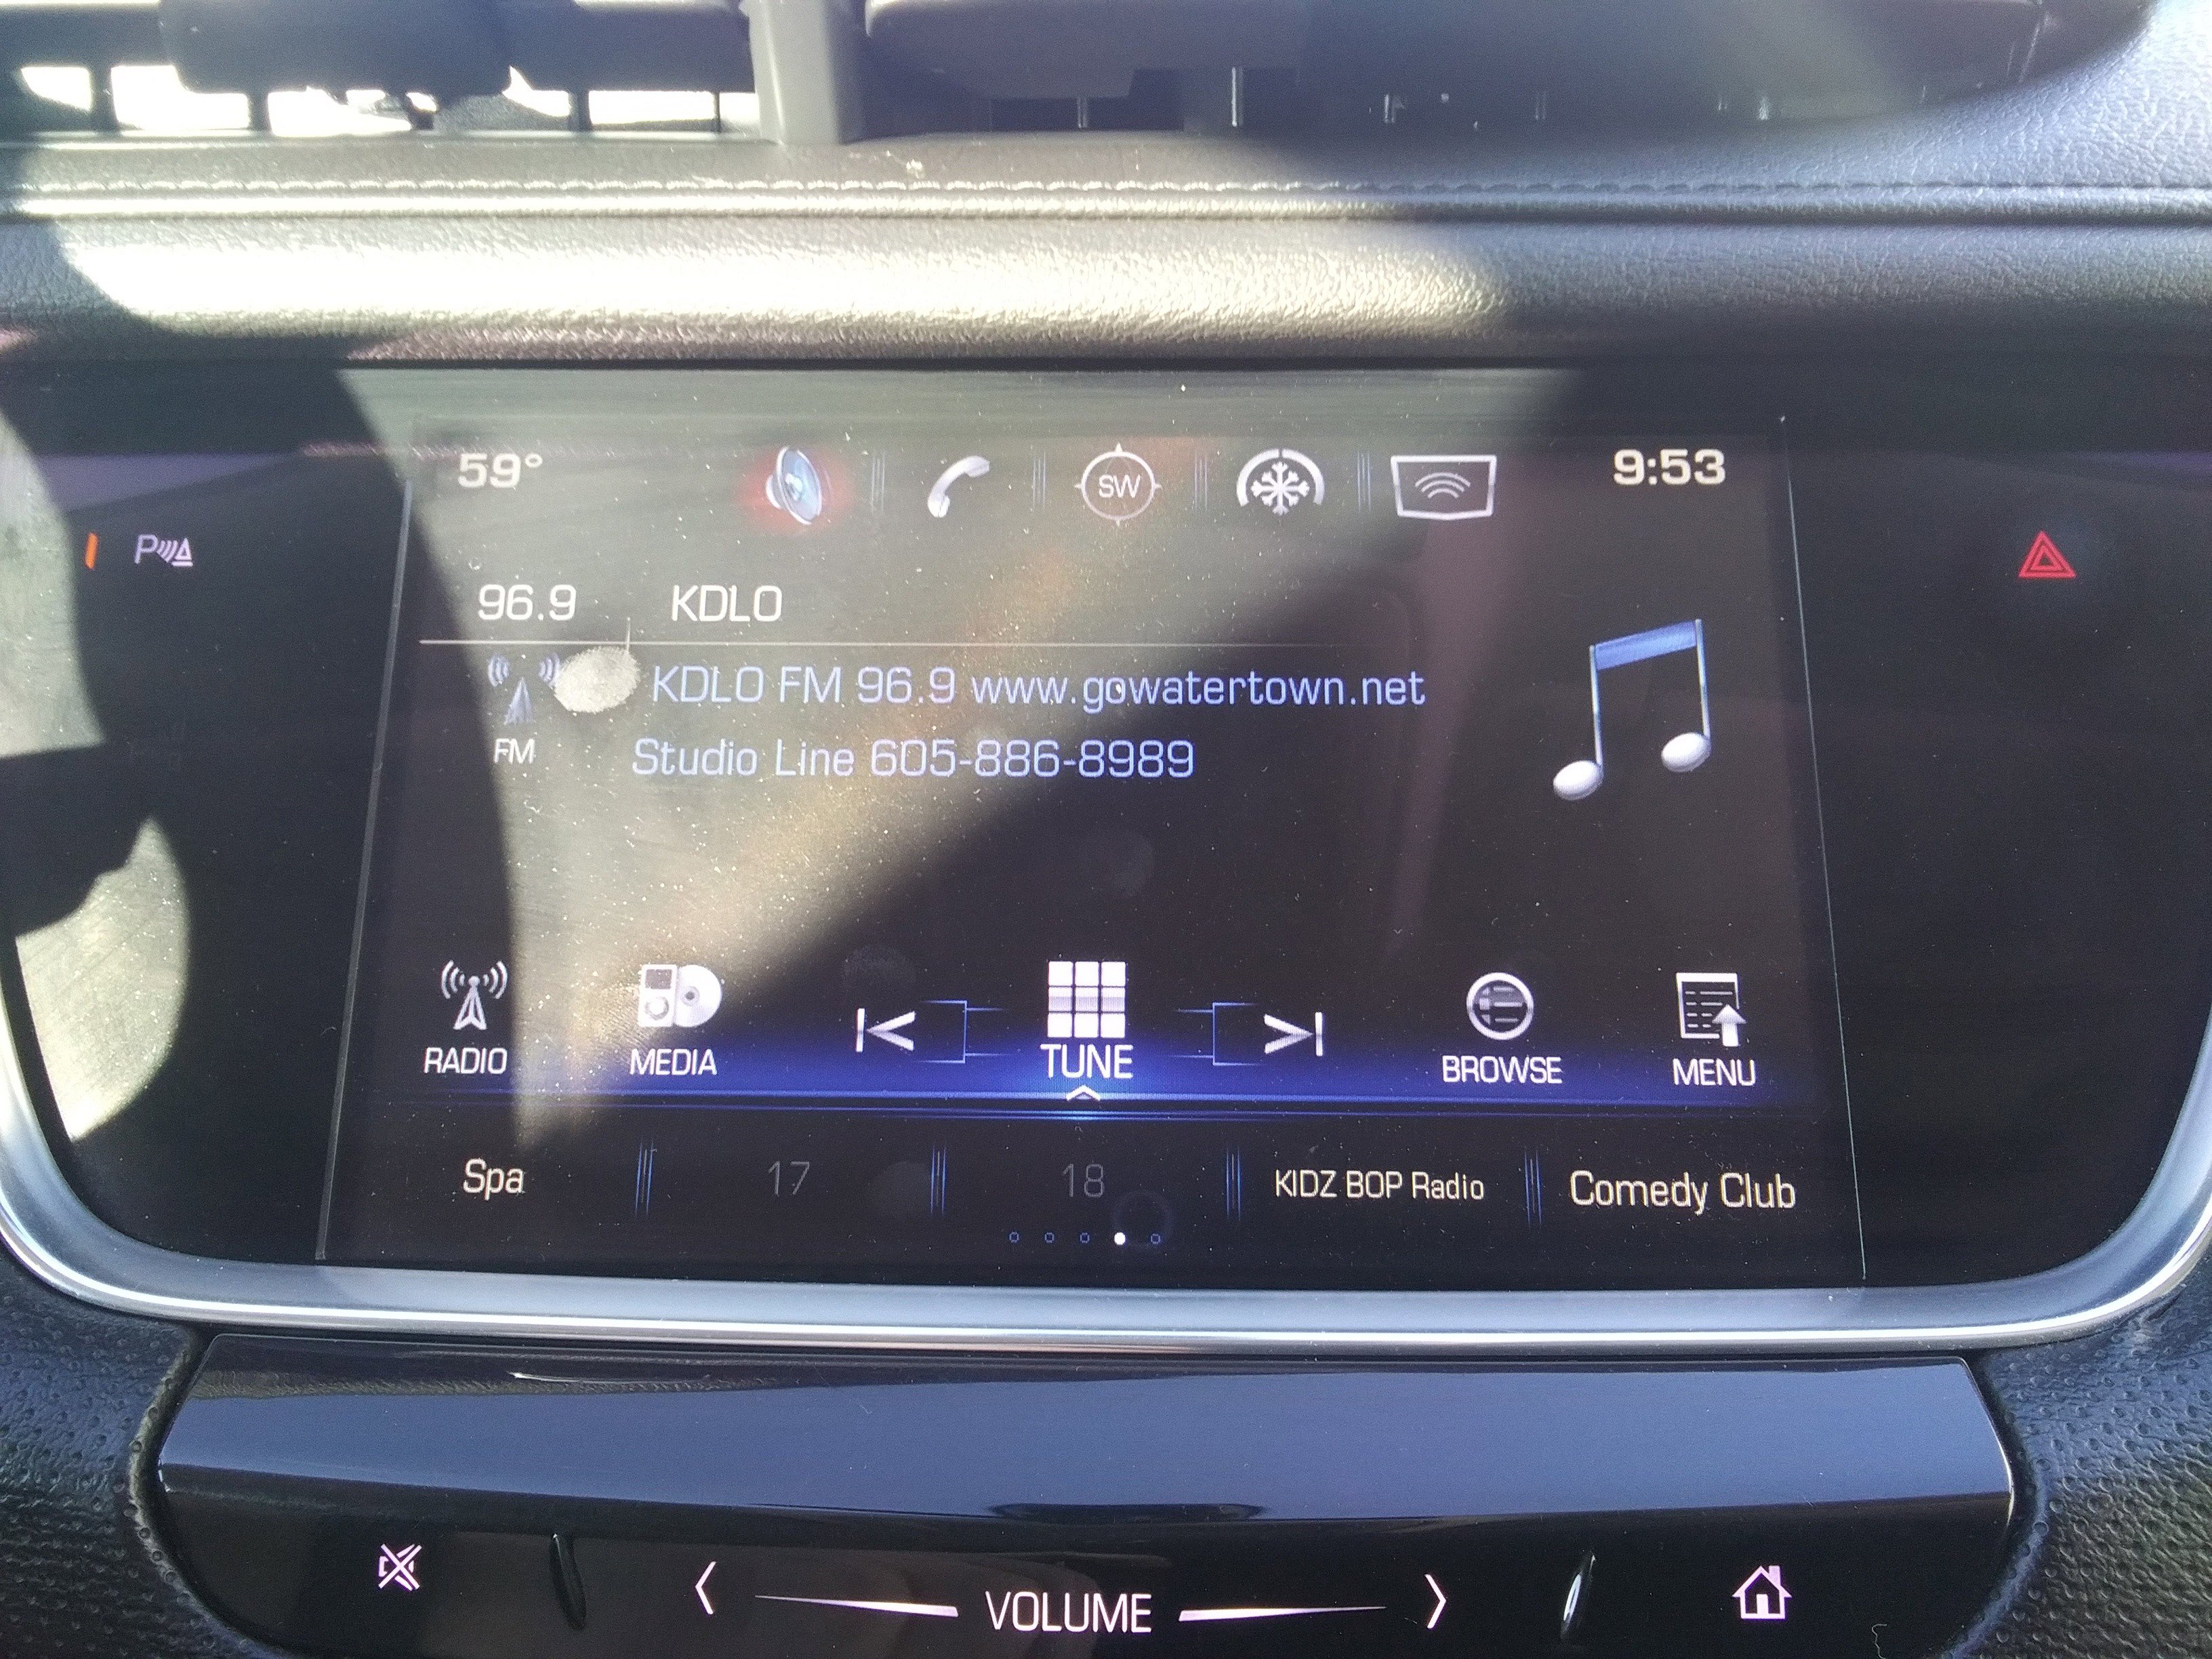 59° SW 9:53
P
96.9 KDLO
KDLO FM 96.9 www.gowatertown.net
FM
Studio Line 605-886-8989
RADIO MEDIA TUNE BROWSE MENU
Spa 17 18 KIDZ BOP Radio Comedy Club
VOLUME